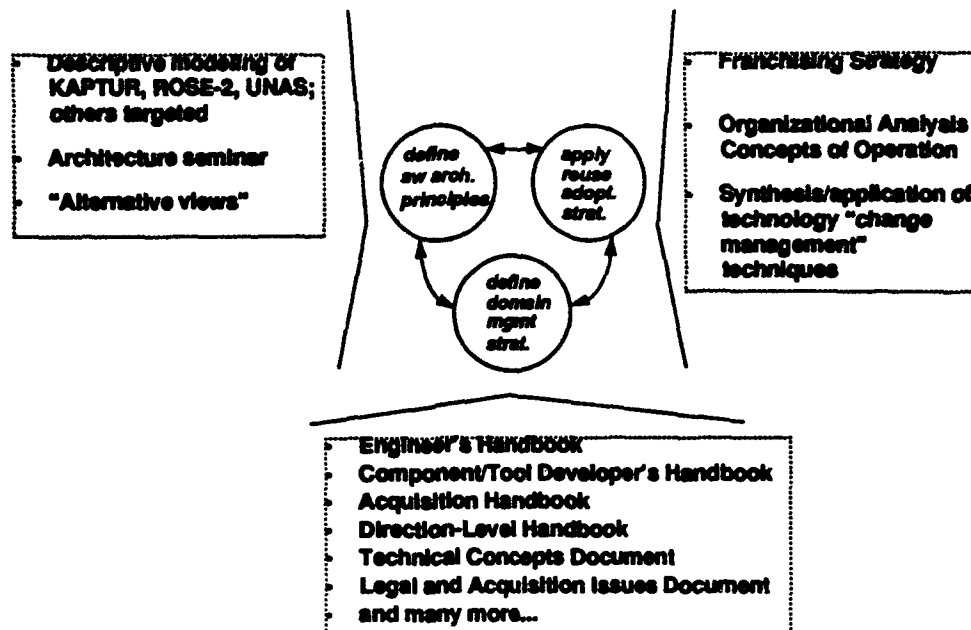 • Descriptive modeling of
KAPTUR, ROSE-2, UNAS;
others targeted
• Architecture seminar
• "Alternative views"
define
sw arch.
principles
apply
reuse
adopt.
strat.
define
domain
mgmt
strat.
• Franchising Strategy
• Organizational Analysis
Concepts of Operation
• Synthesis/application of
technology "change
management"
techniques
• Engineer's Handbook
• Component/Tool Developer's Handbook
• Acquisition Handbook
• Direction-Level Handbook
• Technical Concepts Document
• Legal and Acquisition Issues Document
• and many more...